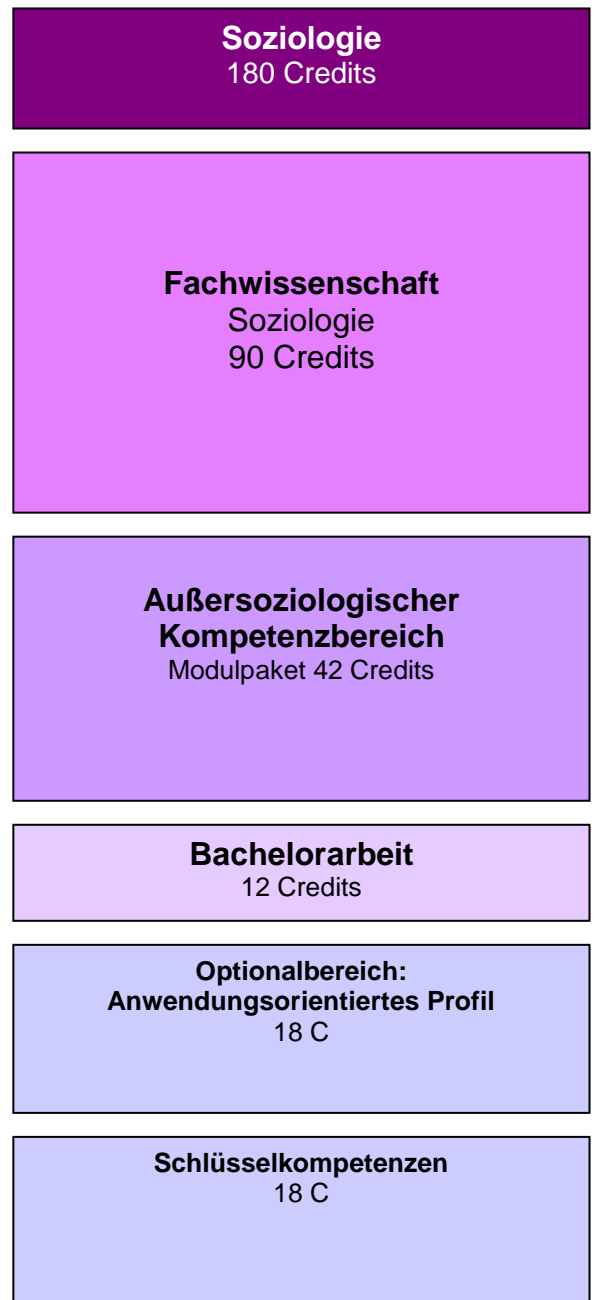 Soziologie
180 Credits
Fachwissenschaft
Soziologie
90 Credits
Außersoziologischer
Kompetenzbereich
Modulpaket 42 Credits
Bachelorarbeit
12 Credits
Optionalbereich:
Anwendungsorientiertes Profil
18 C
Schlüsselkompetenzen
18 C